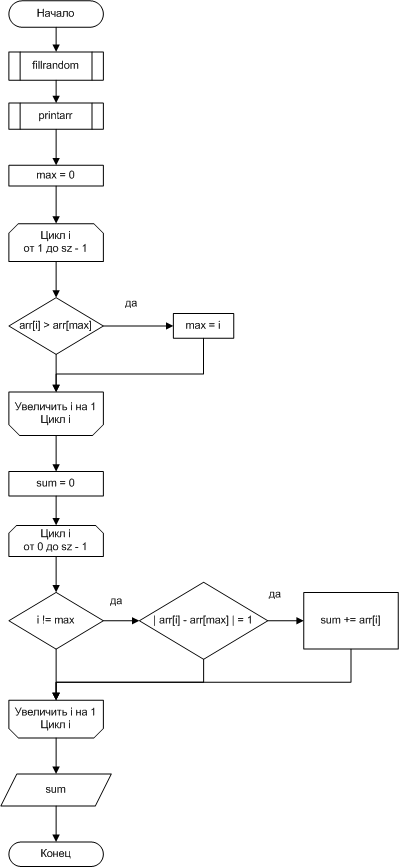 Начало
fillrandom
printarr
max = 0
Цикл i
от 1 до sz - 1
да
arr[i] > arr[max]
max = i
Увеличить i на 1
Цикл i
sum = 0
Цикл i
от 0 до sz - 1
да
да
i != max
| arr[i] - arr[max] | = 1
sum += arr[i]
Увеличить i на 1
Цикл i
sum
Конец